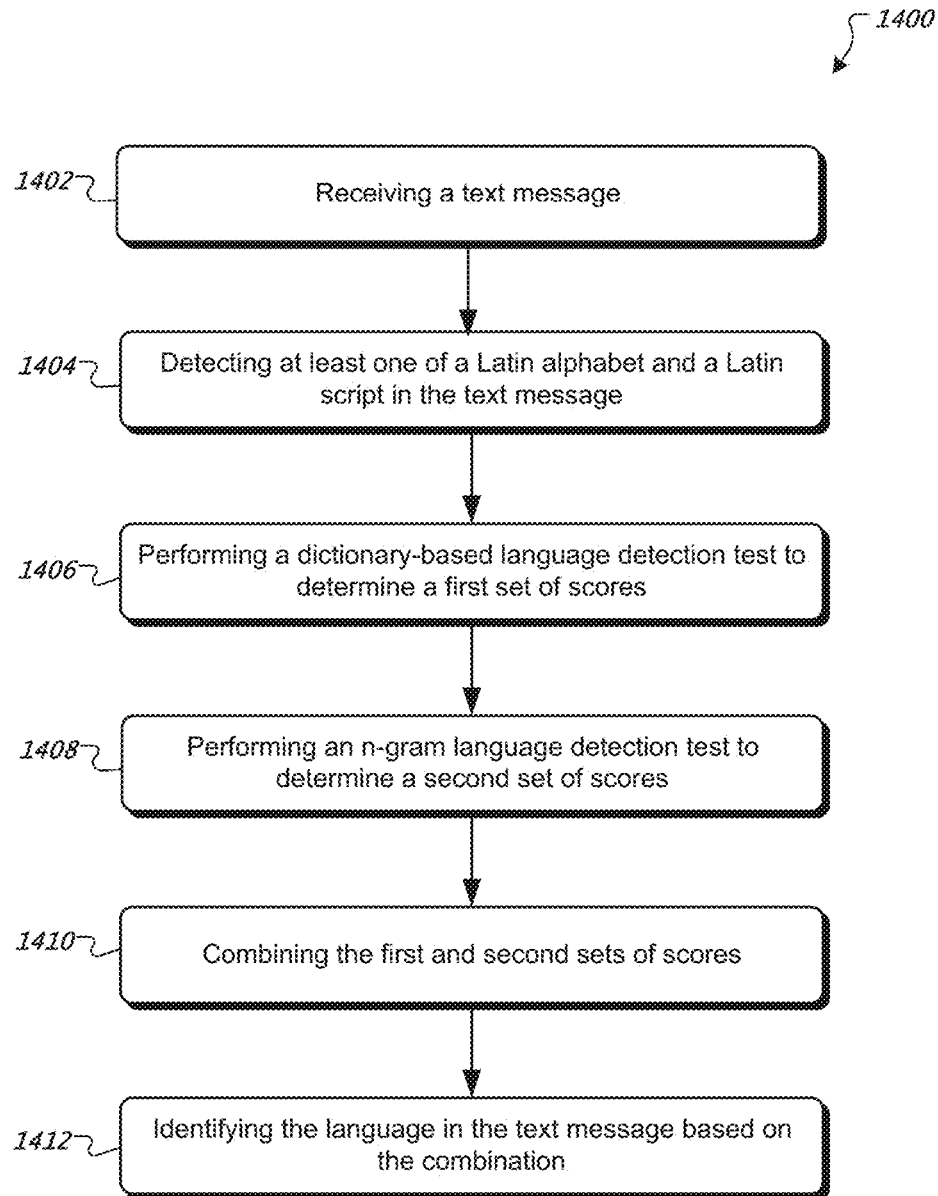 1400
1402
Receiving a text message
1404
Detecting at least one of a Latin alphabet and a Latin
script in the text message
1406
Performing a dictionary-based language detection test to
determine a first set of scores
1408
Performing an n-gram language detection test to
determine a second set of scores
1410
Combining the first and second sets of scores
1412
Identifying the language in the text message based on
the combination